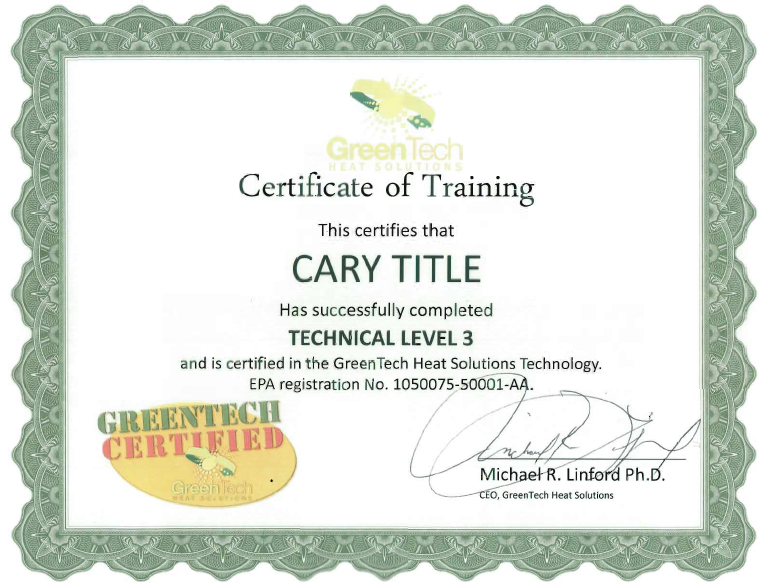 GreenTech
HEAT SOLUTIONS
Certificate of Training
This certifies that
CARY TITLE
Has successfully completed
TECHNICAL LEVEL 3
and is certified in the GreenTech Heat Solutions Technology.
EPA registration No. 1050075-50001-AA.
GREENTECH
CERTIFIED
GreenTech
HEAT SOLUTIONS
Michael R. Linford Ph.D.
CEO, GreenTech Heat Solutions